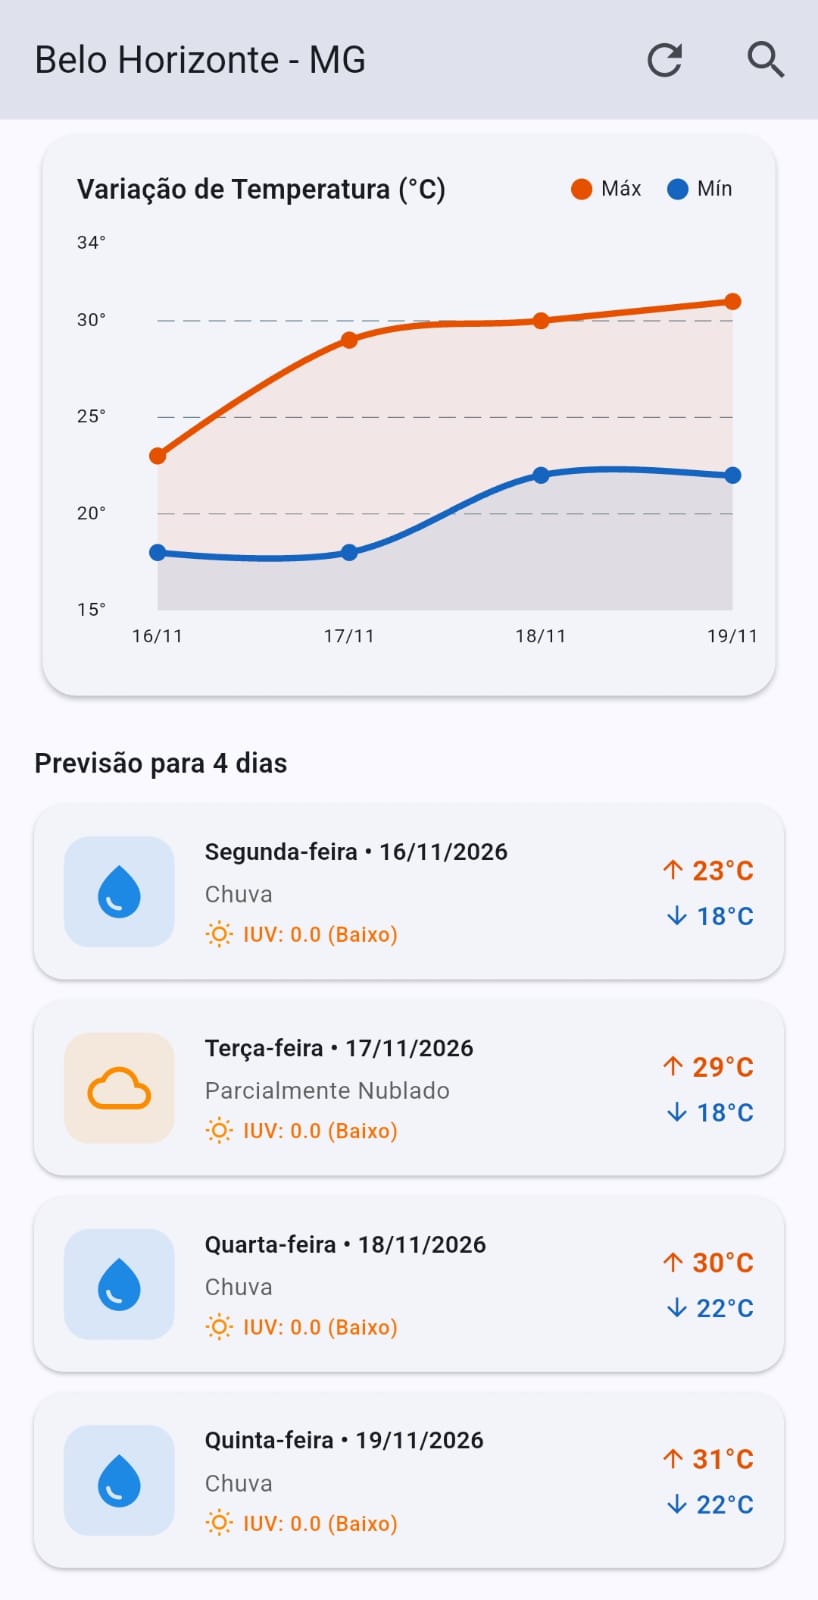 Belo Horizonte - MG
Variação de Temperatura (°C)
Máx
Mín
34°
30°
25°
20°
15°
16/11
17/11
18/11
19/11
Previsão para 4 dias
Segunda-feira • 16/11/2026
Chuva
IUV: 0.0 (Baixo)
↑ 23°C
↓ 18°C
Terça-feira • 17/11/2026
Parcialmente Nublado
IUV: 0.0 (Baixo)
↑ 29°C
↓ 18°C
Quarta-feira • 18/11/2026
Chuva
IUV: 0.0 (Baixo)
↑ 30°C
↓ 22°C
Quinta-feira • 19/11/2026
Chuva
IUV: 0.0 (Baixo)
↑ 31°C
↓ 22°C